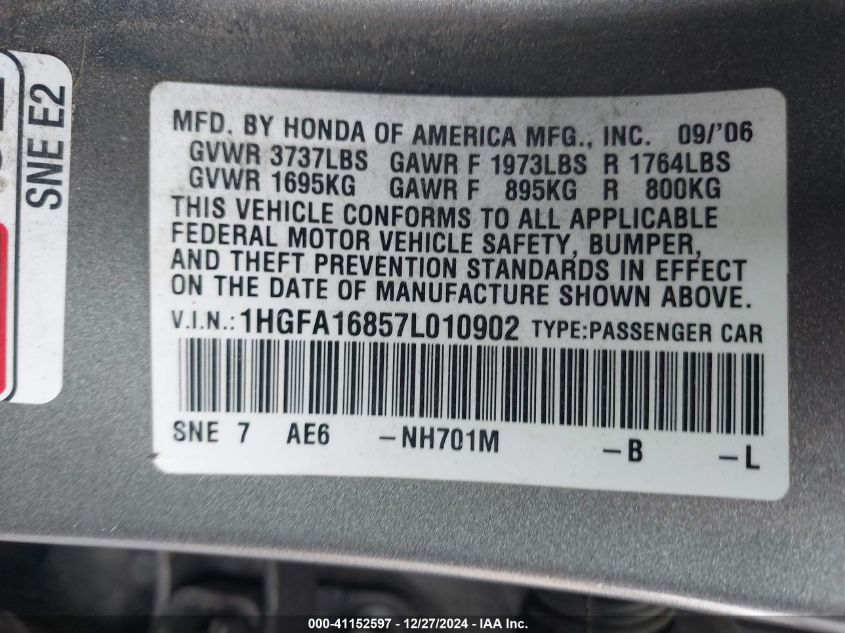 SNE E2
MFD. BY HONDA OF AMERICA MFG., INC. 09/'06
GVWR 3737LBS GAWR F 1973LBS R 1764LBS
GVWR 1695KG GAWR F 895KG R 800KG
THIS VEHICLE CONFORMS TO ALL APPLICABLE
FEDERAL MOTOR VEHICLE SAFETY, BUMPER,
AND THEFT PREVENTION STANDARDS IN EFFECT
ON THE DATE OF MANUFACTURE SHOWN ABOVE.
V.I.N.: 1HGFA16857L010902 TYPE:PASSENGER CAR
SNE 7 AE6 -NH701M -B -L
000-41152597 - 12/27/2024 - IAA Inc.